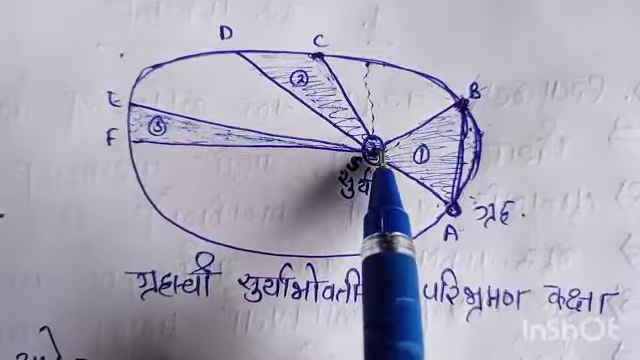 D C
B
E
③ ② ①
F
S
सुर्य
ग्रह.
A
ग्रहाची सुर्याभोवती परिभ्रमण कक्षा
InShOt